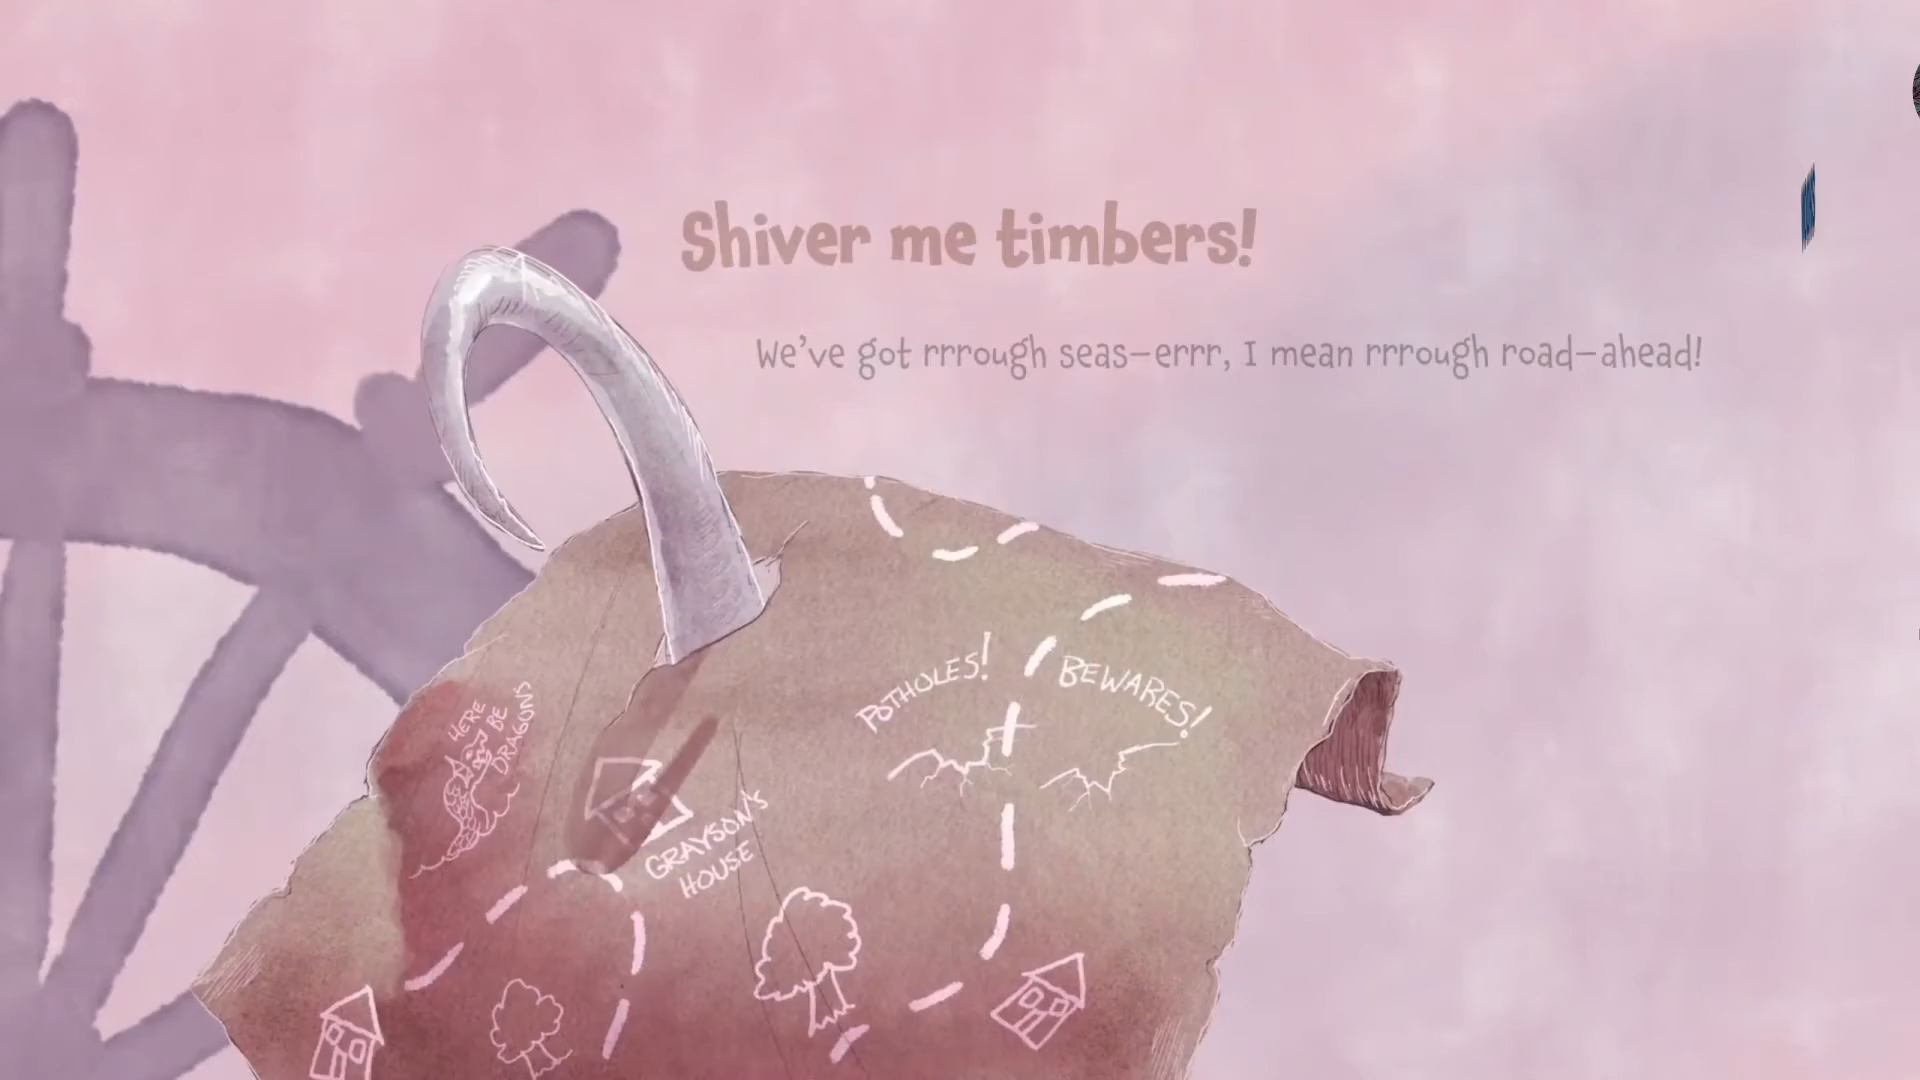 Shiver me timbers!
We've got rrrough seas—errr, I mean rrrough road—ahead!
POTHOLES!
BEWARES!
HERE
BE
DRAGONS
GRAYSON'S
HOUSE